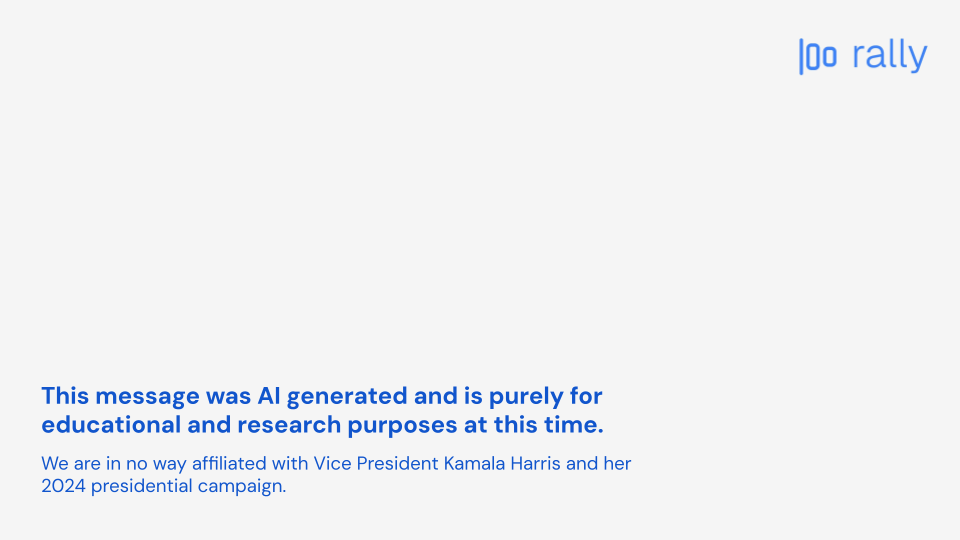 rally
This message was AI generated and is purely for
educational and research purposes at this time.
We are in no way affiliated with Vice President Kamala Harris and her
2024 presidential campaign.